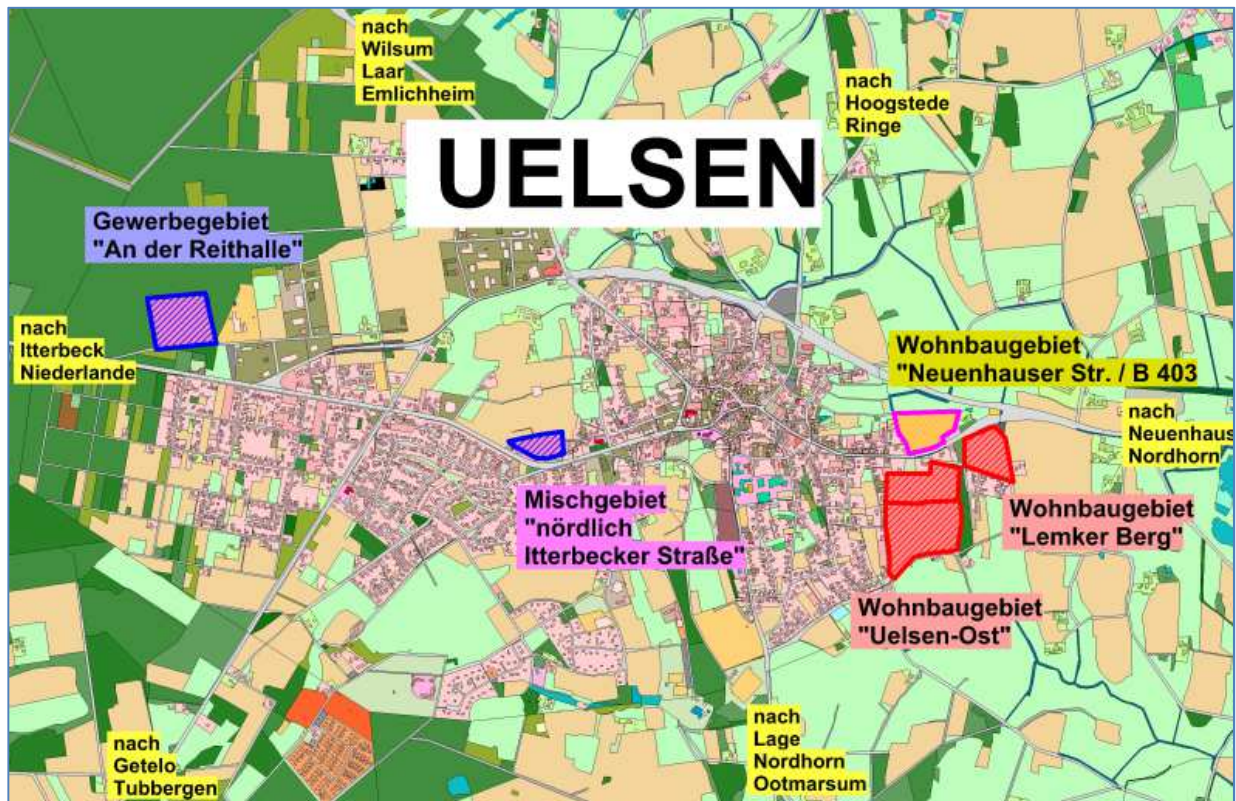 nach
Wilsum
Laar
Emlichheim
nach
Hoogstede
Ringe
UELSEN
Gewerbegebiet
"An der Reithalle"
nach
Itterbeck
Niederlande
Wohnbaugebiet
"Neuenhauser Str. / B 403
nach
Neuenhaus
Nordhorn
Mischgebiet
"nördlich
Itterbecker Straße"
Wohnbaugebiet
"Lemker Berg"
Wohnbaugebiet
"Uelsen-Ost"
nach
Getelo
Tubbergen
nach
Lage
Nordhorn
Ootmarsum